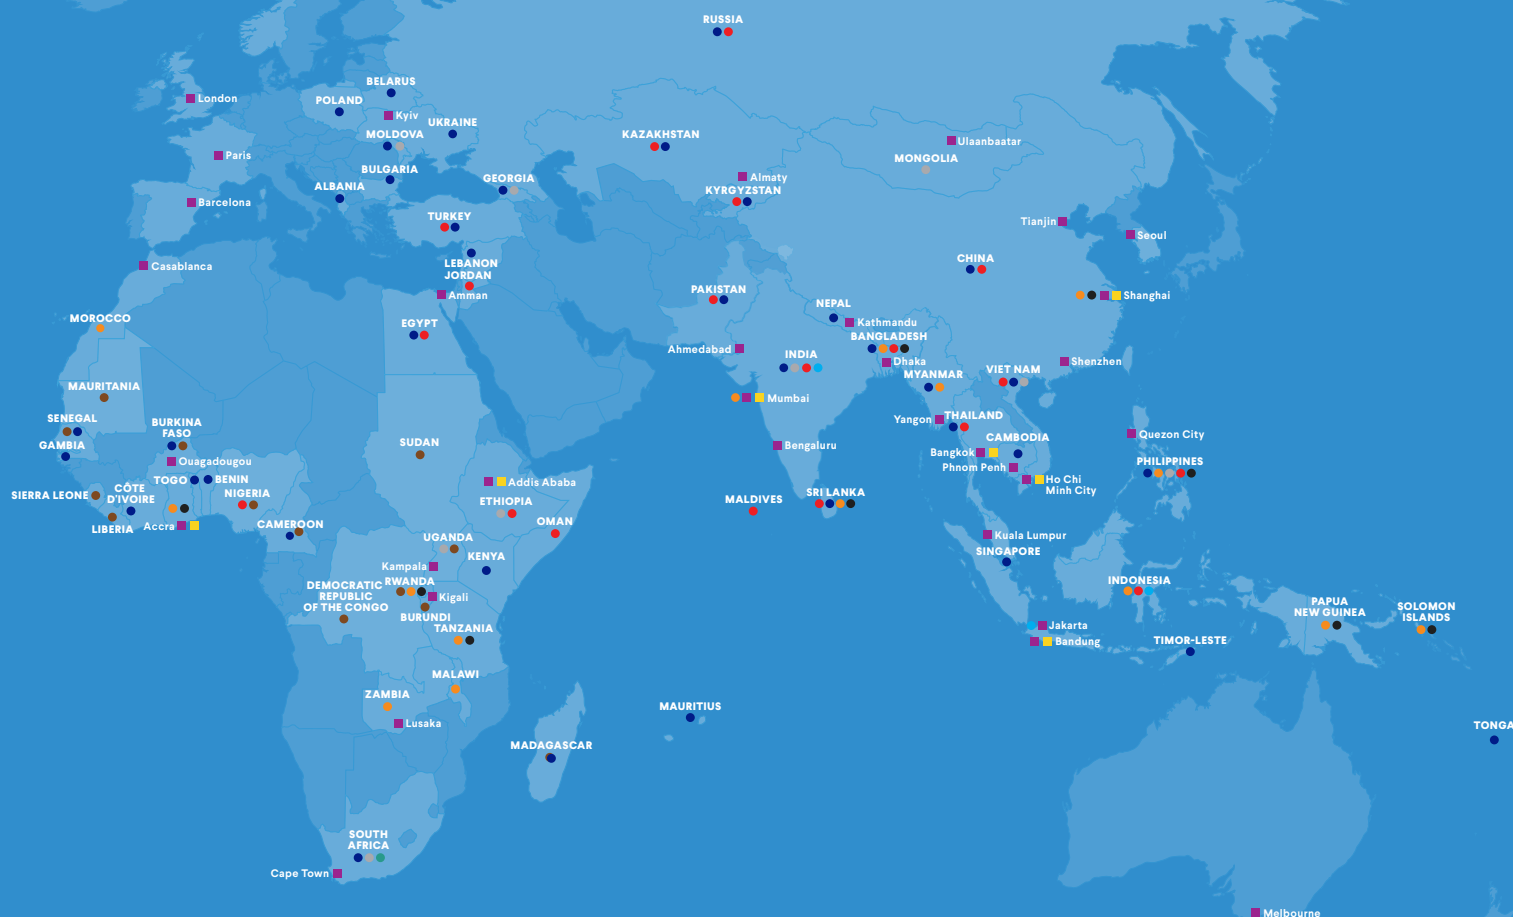 RUSSIA
BELARUS
London
POLAND
Kyiv
UKRAINE
MOLDOVA
KAZAKHSTAN
Ulaanbaatar
Paris
MONGOLIA
BULGARIA
GEORGIA
Almaty
ALBANIA
KYRGYZSTAN
Barcelona
TURKEY
Tianjin
Seoul
CHINA
LEBANON
Casablanca
JORDAN
PAKISTAN
Amman
Shanghai
NEPAL
MOROCCO
EGYPT
Kathmandu
BANGLADESH
Ahmedabad
INDIA
Dhaka
Shenzhen
MYANMAR
VIET NAM
MAURITANIA
Mumbai
SENEGAL
BURKINA
FASO
Yangon
THAILAND
Quezon City
GAMBIA
SUDAN
Bengaluru
CAMBODIA
Bangkok
Ouagadougou
PHILIPPINES
Phnom Penh
TOGO
BENIN
Addis Ababa
Ho Chi
Minh City
CÔTE
D'IVOIRE
SIERRA LEONE
NIGERIA
ETHIOPIA
MALDIVES
SRI LANKA
LIBERIA
Accra
CAMEROON
OMAN
UGANDA
Kuala Lumpur
KENYA
SINGAPORE
Kampala
RWANDA
INDONESIA
DEMOCRATIC
REPUBLIC
OF THE CONGO
Kigali
PAPUA
NEW GUINEA
SOLOMON
ISLANDS
BURUNDI
TANZANIA
Jakarta
Bandung
TIMOR-LESTE
MALAWI
ZAMBIA
MAURITIUS
Lusaka
TONGA
MADAGASCAR
SOUTH
AFRICA
Cape Town
Melbourne